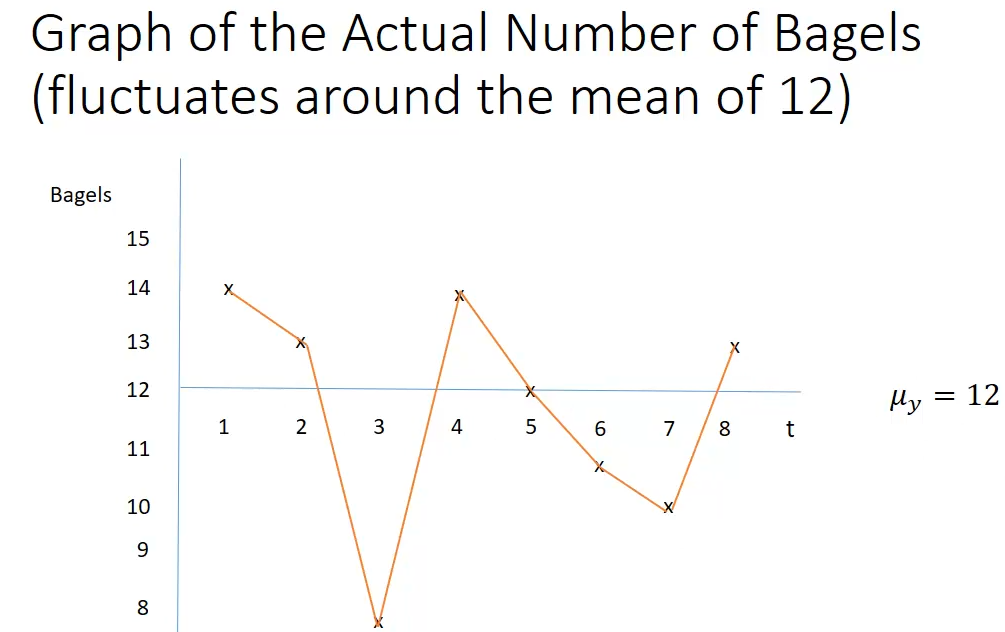 Graph of the Actual Number of Bagels
(fluctuates around the mean of 12)
Bagels
15
14
13
12
μy = 12
1 2 3 4 5 6 7 8 t
11
10
9
8